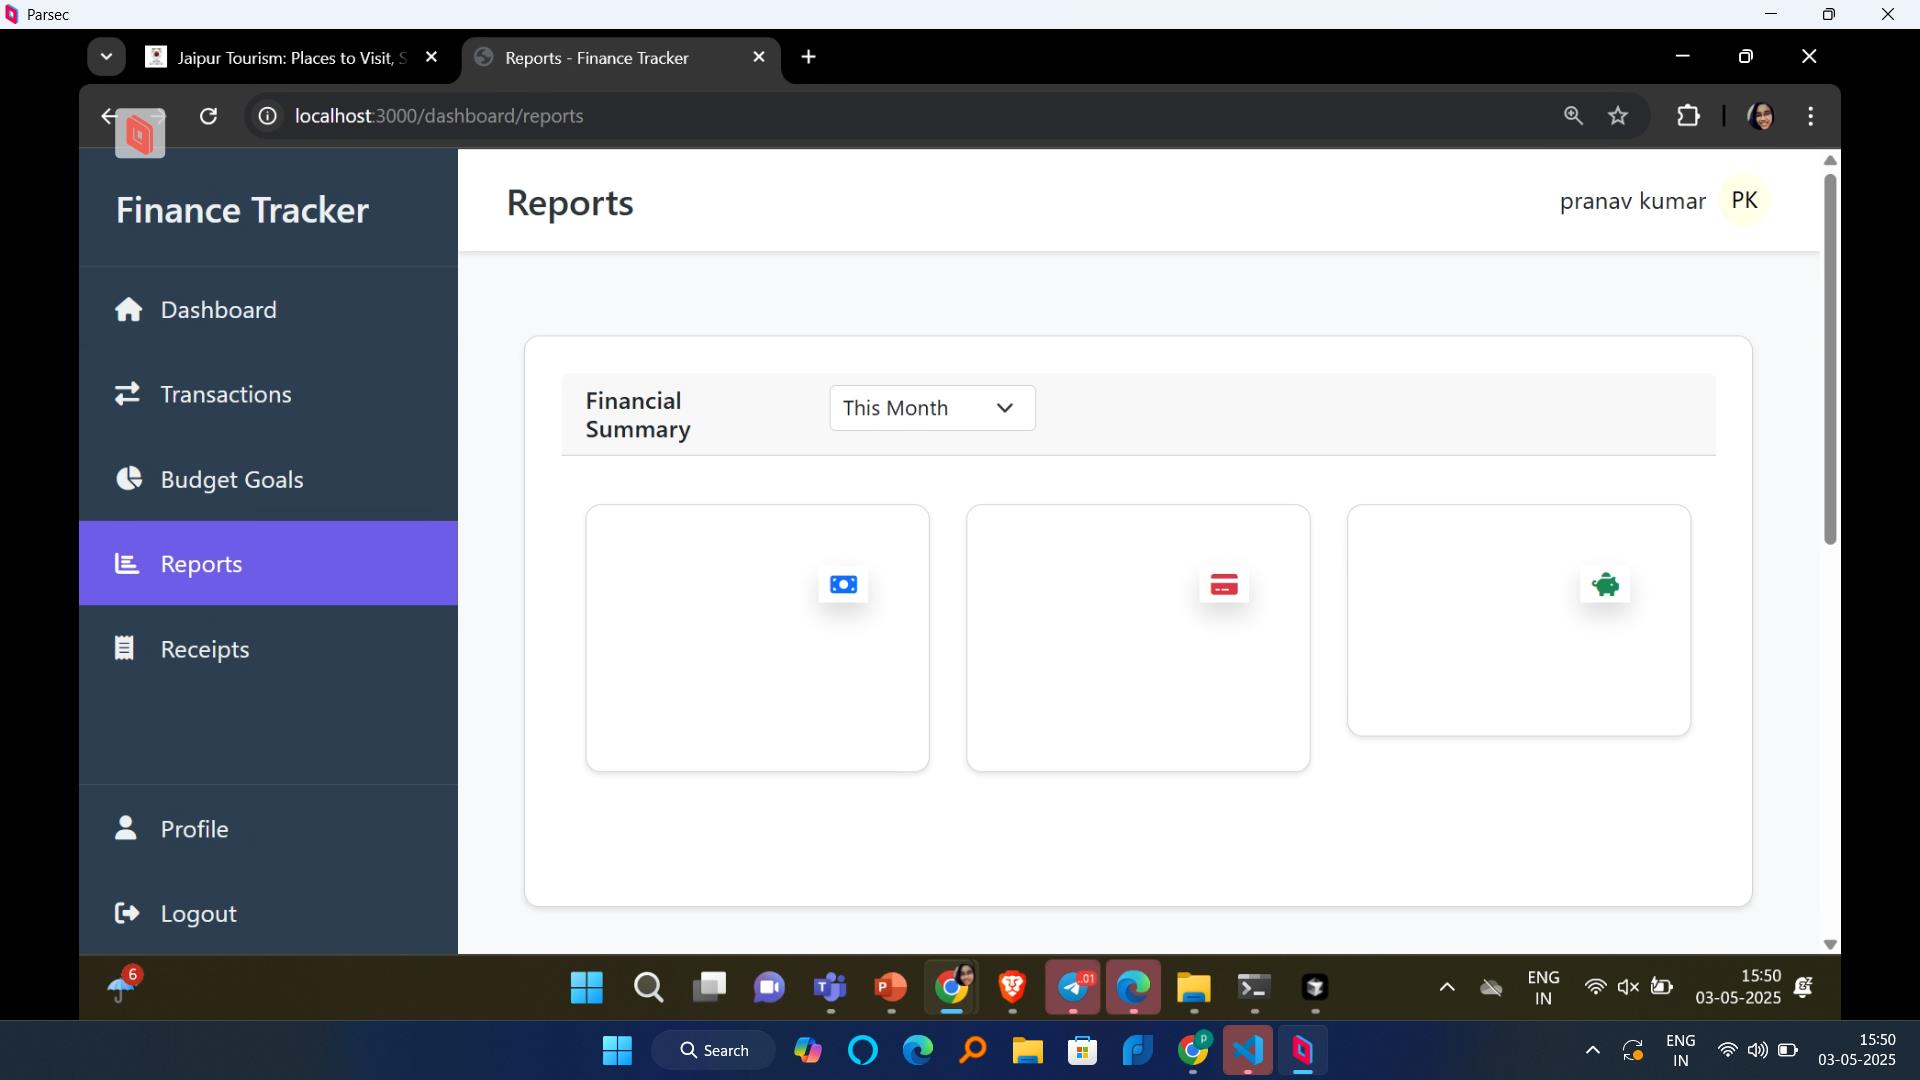 Parsec
Jaipur Tourism: Places to Visit, S
Reports - Finance Tracker
localhost:3000/dashboard/reports
Finance Tracker
Reports
pranav kumar
PK
Dashboard
Transactions
Budget Goals
Reports
Receipts
Profile
Logout
Financial
Summary
This Month
6
.01
ENG
IN
15:50
03-05-2025
Search
P
ENG
IN
15:50
03-05-2025